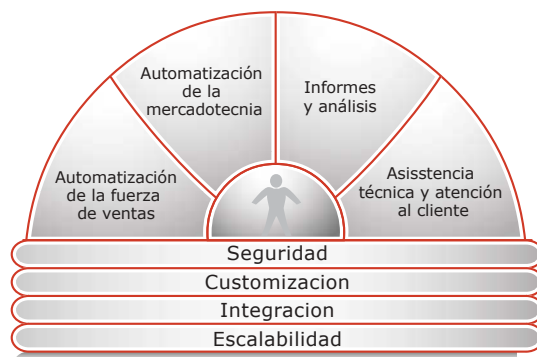 Automatización
de la
mercadotecnia
Informes
y análisis
Automatización
de la fuerza
de ventas
Asisstencia
técnica y atención
al cliente
Seguridad
Customizacion
Integracion
Escalabilidad